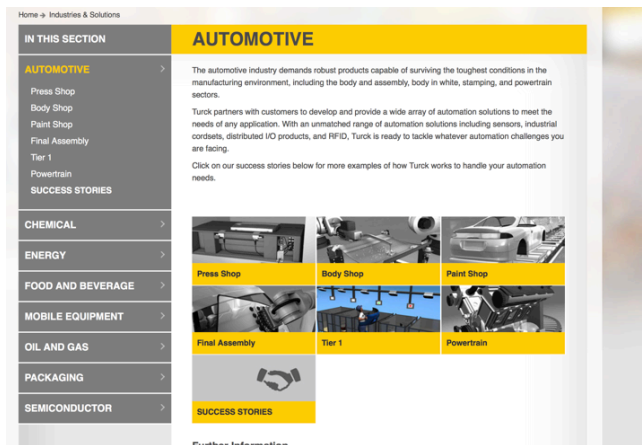 Home → Industries & Solutions
IN THIS SECTION
AUTOMOTIVE
Press Shop
Body Shop
Paint Shop
Final Assembly
Tier 1
Powertrain
SUCCESS STORIES
CHEMICAL
ENERGY
FOOD AND BEVERAGE
MOBILE EQUIPMENT
OIL AND GAS
PACKAGING
SEMICONDUCTOR
AUTOMOTIVE
The automotive industry demands robust products capable of surviving the toughest conditions in the
manufacturing environment, including the body and assembly, body in white, stamping, and powertrain
sectors.
Turck partners with customers to develop and provide a wide array of automation solutions to meet the
needs of any application. With an unmatched range of automation solutions including sensors, industrial
cordsets, distributed I/O products, and RFID, Turck is ready to tackle whatever automation challenges you
are facing.
Click on our success stories below for more examples of how Turck works to handle your automation
needs.
Press Shop
Body Shop
Paint Shop
Final Assembly
Tier 1
Powertrain
SUCCESS STORIES
Further Information